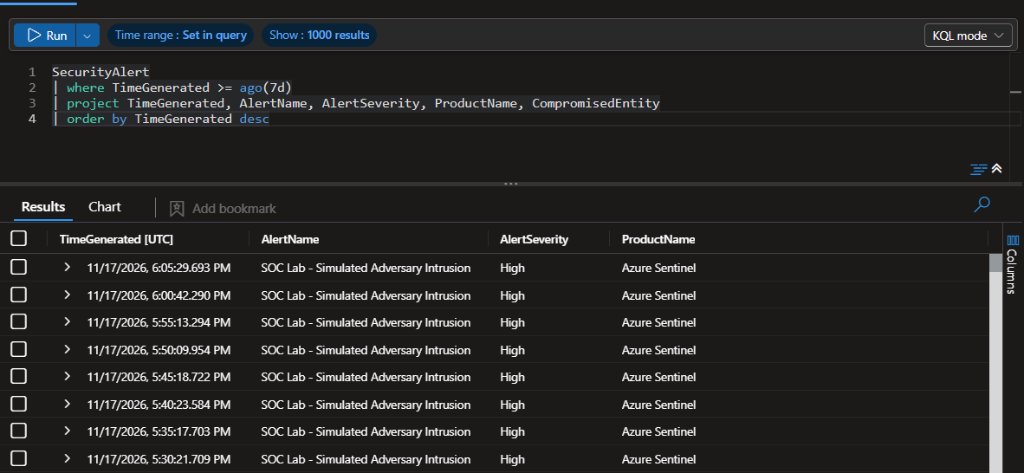 Run Time range : Set in query Show : 1000 results KQL mode
1 SecurityAlert
2 | where TimeGenerated >= ago(7d)
3 | project TimeGenerated, AlertName, AlertSeverity, ProductName, CompromisedEntity
4 | order by TimeGenerated desc
Results Chart Add bookmark
TimeGenerated [UTC] AlertName AlertSeverity ProductName
11/17/2026, 6:05:29.693 PM SOC Lab - Simulated Adversary Intrusion High Azure Sentinel
11/17/2026, 6:00:42.290 PM SOC Lab - Simulated Adversary Intrusion High Azure Sentinel
11/17/2026, 5:55:13.294 PM SOC Lab - Simulated Adversary Intrusion High Azure Sentinel
11/17/2026, 5:50:09.954 PM SOC Lab - Simulated Adversary Intrusion High Azure Sentinel
11/17/2026, 5:45:18.722 PM SOC Lab - Simulated Adversary Intrusion High Azure Sentinel
11/17/2026, 5:40:23.584 PM SOC Lab - Simulated Adversary Intrusion High Azure Sentinel
11/17/2026, 5:35:17.703 PM SOC Lab - Simulated Adversary Intrusion High Azure Sentinel
11/17/2026, 5:30:21.709 PM SOC Lab - Simulated Adversary Intrusion High Azure Sentinel
Columns